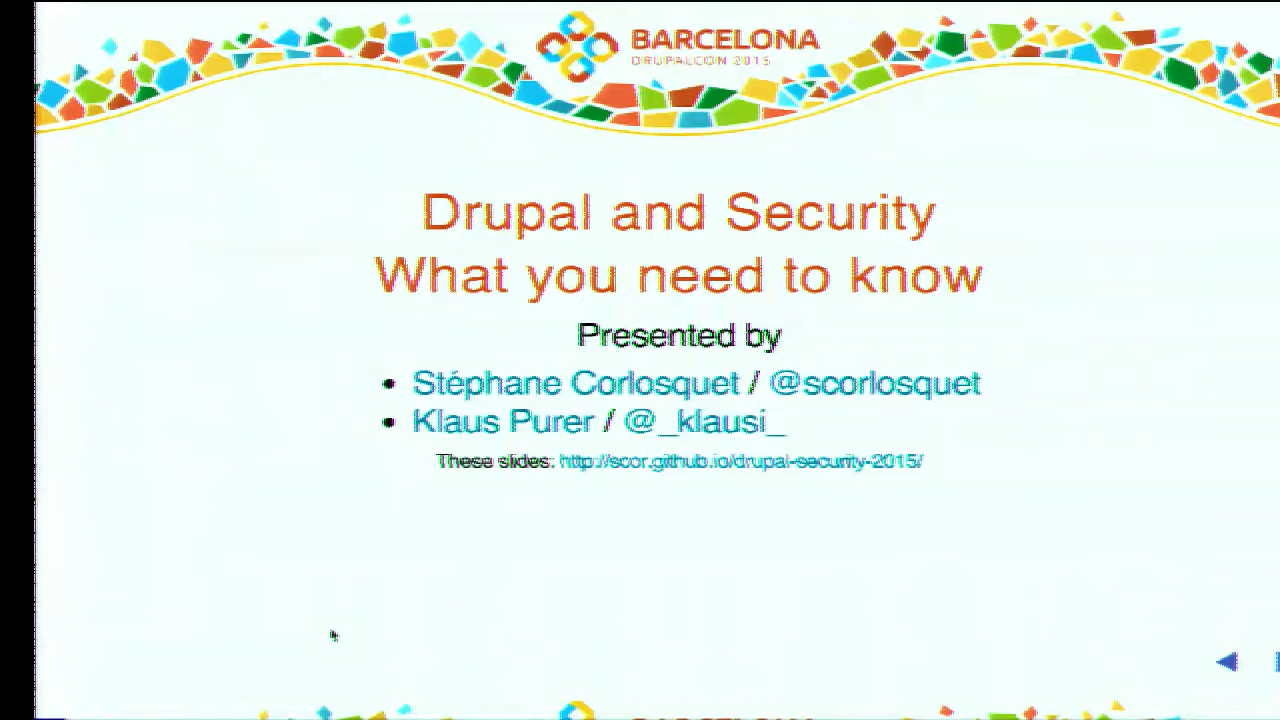 BARCELONA
DRUPALCON 2015
Drupal and Security
What you need to know
Presented by
• Stéphane Corlosquet / @scorlosquet
• Klaus Purer / @_klausi_
These slides: http://scor.github.io/drupal-security-2015/